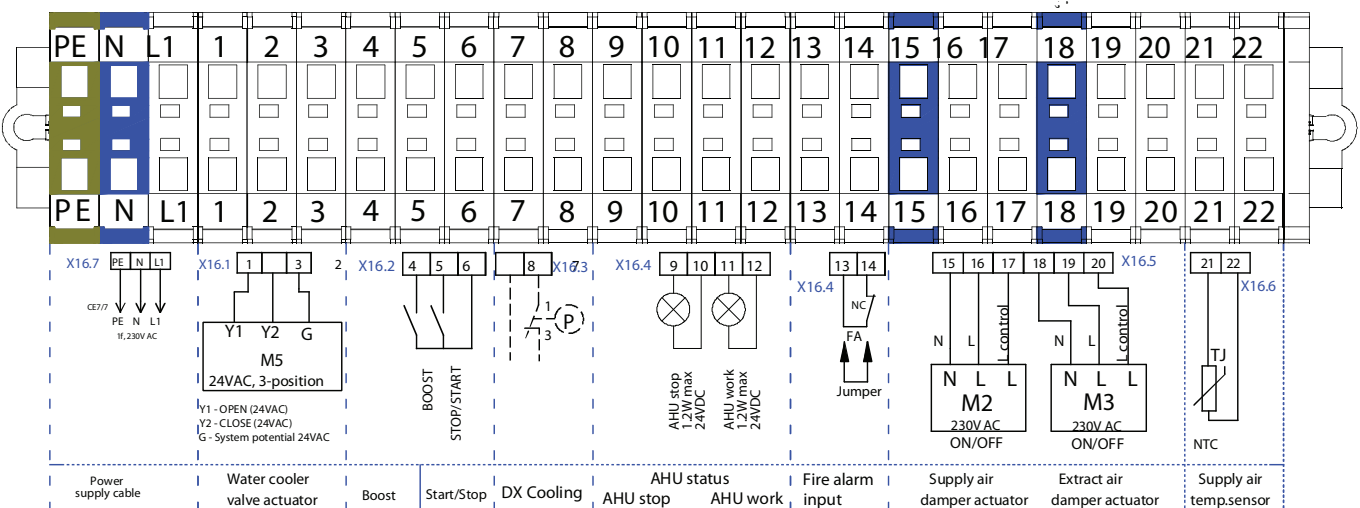 PE N L1 1 2 3 4 5 6 7 8 9 10 11 12 13 14 15 16 17 18 19 20 21 22
PE N L1 1 2 3 4 5 6 7 8 9 10 11 12 13 14 15 16 17 18 19 20 21 22
X16.7 PE N L1
X16.1 1 3 2
X16.2 4 5 6
8 X16.3 7
X16.4 9 10 11 12
13 14
X16.4
15 16 17 18 19 20 X16.5
21 22
X16.6
CE7/7
PE N L1
1f, 230V AC
Y1 Y2 G
M5
24VAC, 3-position
Y1 - OPEN (24VAC)
Y2 - CLOSE (24VAC)
G - System potential 24VAC
BOOST
STOP/START
1
P
3
AHU stop
1.2W max
24VDC
AHU work
1.2W max
24VDC
NC
FA
Jumper
N L L control
N L L
M2
230V AC
ON/OFF
N L L control
N L L
M3
230V AC
ON/OFF
TJ
NTC
Power
supply cable
Water cooler
valve actuator
Boost
Start/Stop
DX Cooling
AHU status
AHU stop AHU work
Fire alarm
input
Supply air
damper actuator
Extract air
damper actuator
Supply air
temp.sensor